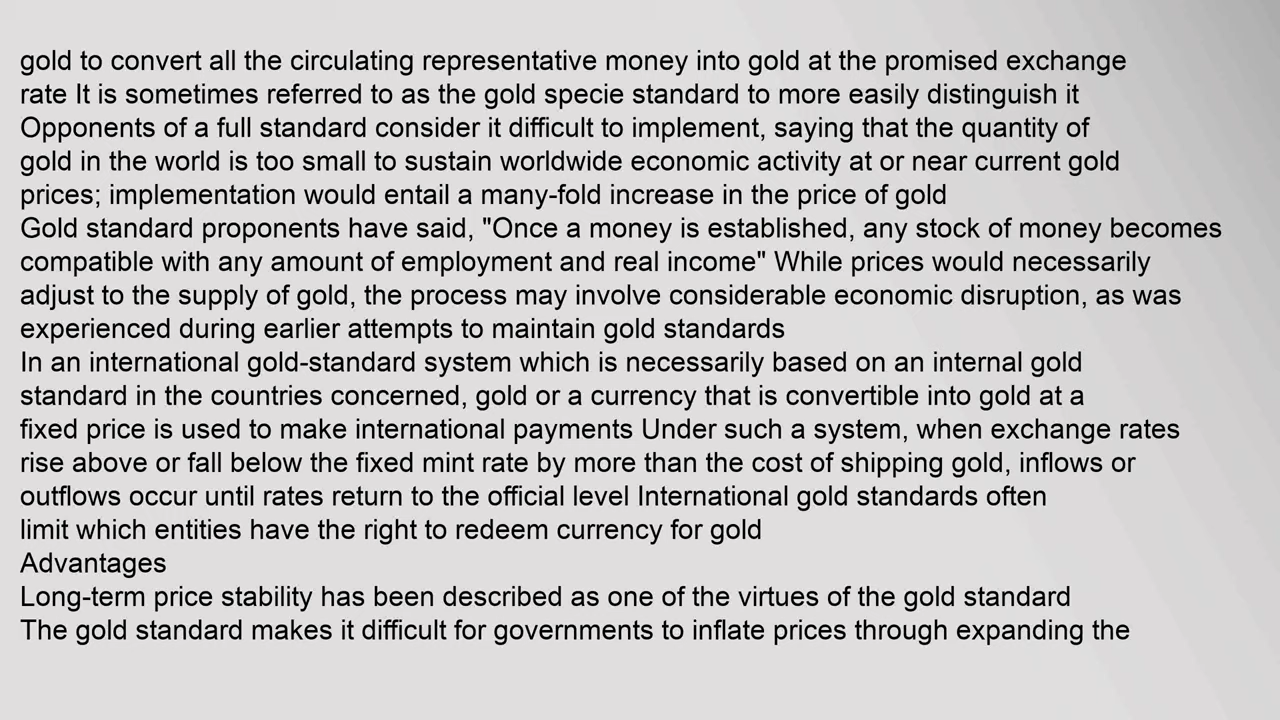 gold to convert all the circulating representative money into gold at the promised exchange
rate It is sometimes referred to as the gold specie standard to more easily distinguish it
Opponents of a full standard consider it difficult to implement, saying that the quantity of
gold in the world is too small to sustain worldwide economic activity at or near current gold
prices; implementation would entail a many-fold increase in the price of gold
Gold standard proponents have said, "Once a money is established, any stock of money becomes
compatible with any amount of employment and real income" While prices would necessarily
adjust to the supply of gold, the process may involve considerable economic disruption, as was
experienced during earlier attempts to maintain gold standards
In an international gold-standard system which is necessarily based on an internal gold
standard in the countries concerned, gold or a currency that is convertible into gold at a
fixed price is used to make international payments Under such a system, when exchange rates
rise above or fall below the fixed mint rate by more than the cost of shipping gold, inflows or
outflows occur until rates return to the official level International gold standards often
limit which entities have the right to redeem currency for gold
Advantages
Long-term price stability has been described as one of the virtues of the gold standard
The gold standard makes it difficult for governments to inflate prices through expanding the